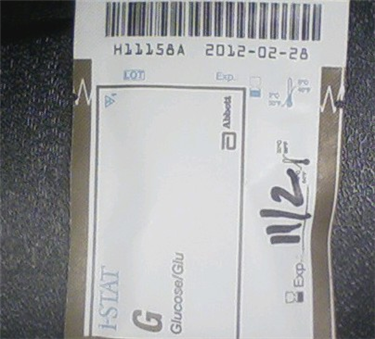 H11158A 2012-02-28
LOT Exp.
Abbott
i-STAT
G
Glucose/Glu
Exp.
11/2